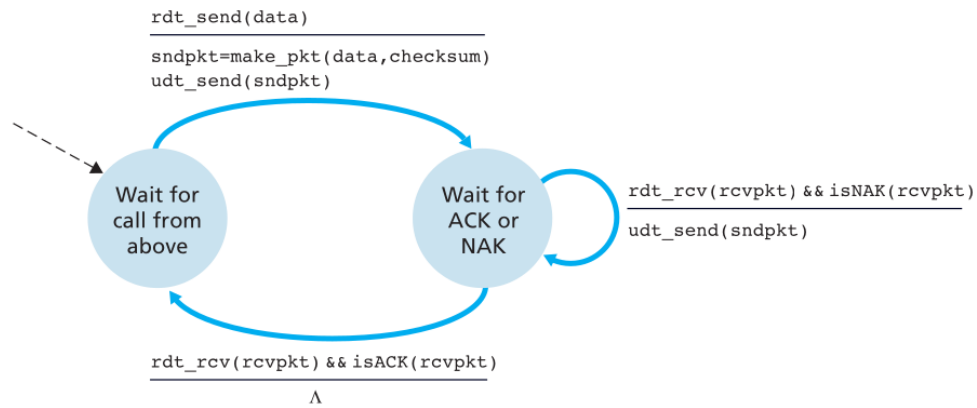 rdt_send(data)
sndpkt=make_pkt(data,checksum)
udt_send(sndpkt)
Wait for
call from
above
Wait for
ACK or
NAK
rdt_rcv(rcvpkt) && isNAK(rcvpkt)
udt_send(sndpkt)
rdt_rcv(rcvpkt) && isACK(rcvpkt)
Λ